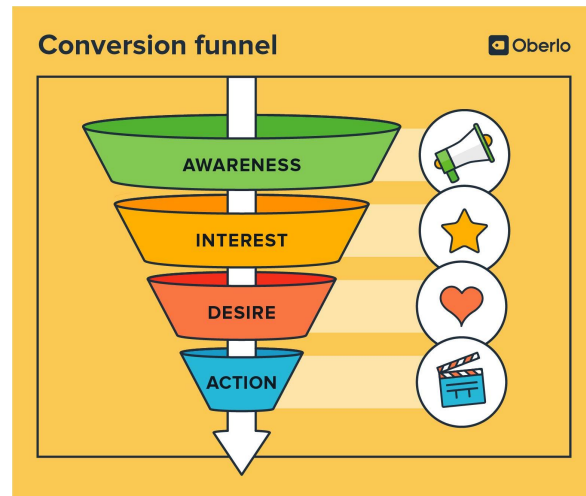 Conversion funnel
Oberlo
AWARENESS
INTEREST
DESIRE
ACTION